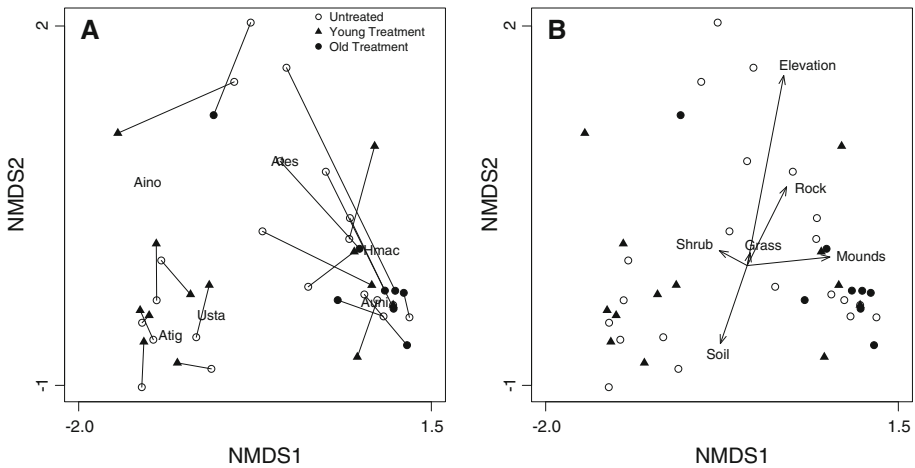 A
Untreated
Young Treatment
Old Treatment
2
NMDS2
-1
Ates
Aino
Hmac
Auni
Usta
Atig
-2.0
1.5
NMDS1
B
2
NMDS2
-1
Elevation
Rock
Shrub
Grass
Mounds
Soil
-2.0
1.5
NMDS1